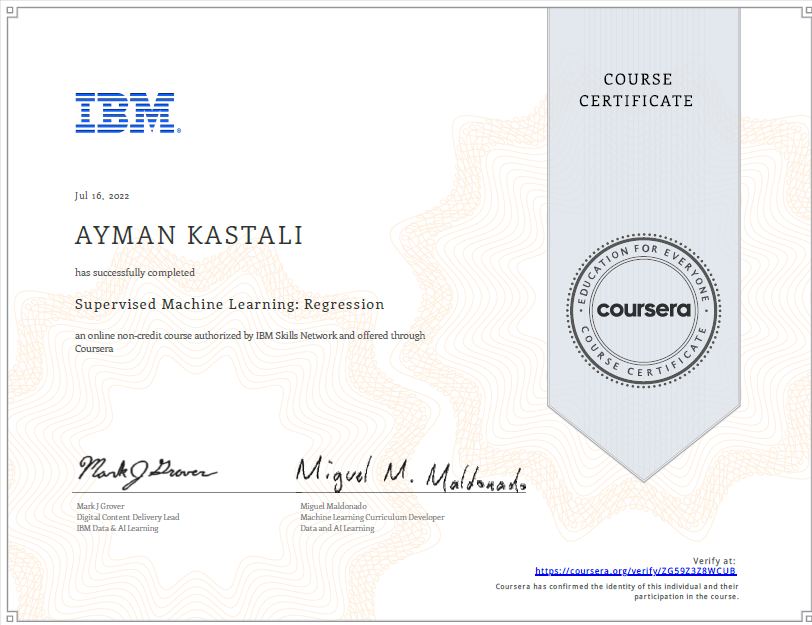 COURSE
CERTIFICATE
IBM®
Jul 16, 2022
AYMAN KASTALI
has successfully completed
Supervised Machine Learning: Regression
an online non-credit course authorized by IBM Skills Network and offered through
Coursera
EDUCATION FOR EVERYONE
coursera
COURSE CERTIFICATE
Mark J Grover
Miguel M. Maldonado
Mark J Grover
Digital Content Delivery Lead
IBM Data & AI Learning
Miguel Maldonado
Machine Learning Curriculum Developer
Data and AI Learning
Verify at:
https://coursera.org/verify/ZG59Z3Z8WCUB
Coursera has confirmed the identity of this individual and their
participation in the course.